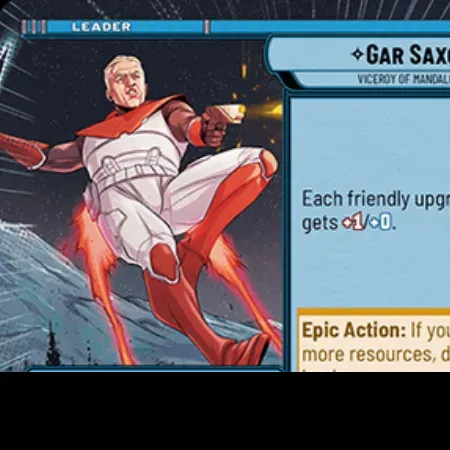 LEADER
✧GAR SAX
VICEROY OF MANDAL
Each friendly upgr
gets +1/+0.
Epic Action: If you
more resources, d